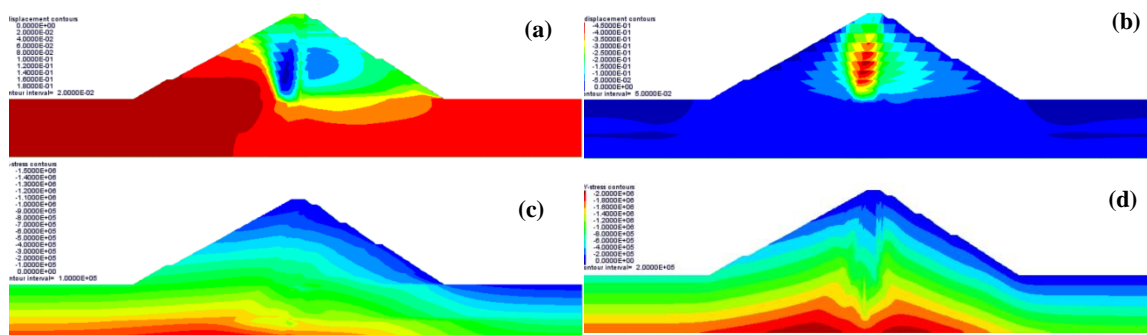 displacement contours
0.0000E+00
2.0000E-02
4.0000E-02
6.0000E-02
8.0000E-02
1.0000E-01
1.2000E-01
1.4000E-01
1.6000E-01
1.8000E-01
ontour interval= 2.0000E-02
(a)
displacement contours
-4.5000E-01
-4.0000E-01
-3.5000E-01
-3.0000E-01
-2.5000E-01
-2.0000E-01
-1.5000E-01
-1.0000E-01
-5.0000E-02
0.0000E+00
ontour interval= 5.0000E-02
(b)
-stress contours
-1.5000E+06
-1.4000E+06
-1.3000E+06
-1.2000E+06
-1.1000E+06
-1.0000E+06
-9.0000E+05
-8.0000E+05
-7.0000E+05
-6.0000E+05
-5.0000E+05
-4.0000E+05
-3.0000E+05
-2.0000E+05
-1.0000E+05
0.0000E+00
ontour interval= 1.0000E+05
(c)
Y-stress contours
-2.0000E+06
-1.8000E+06
-1.6000E+06
-1.4000E+06
-1.2000E+06
-1.0000E+06
-8.0000E+05
-6.0000E+05
-4.0000E+05
-2.0000E+05
0.0000E+00
ontour interval= 2.0000E+05
(d)